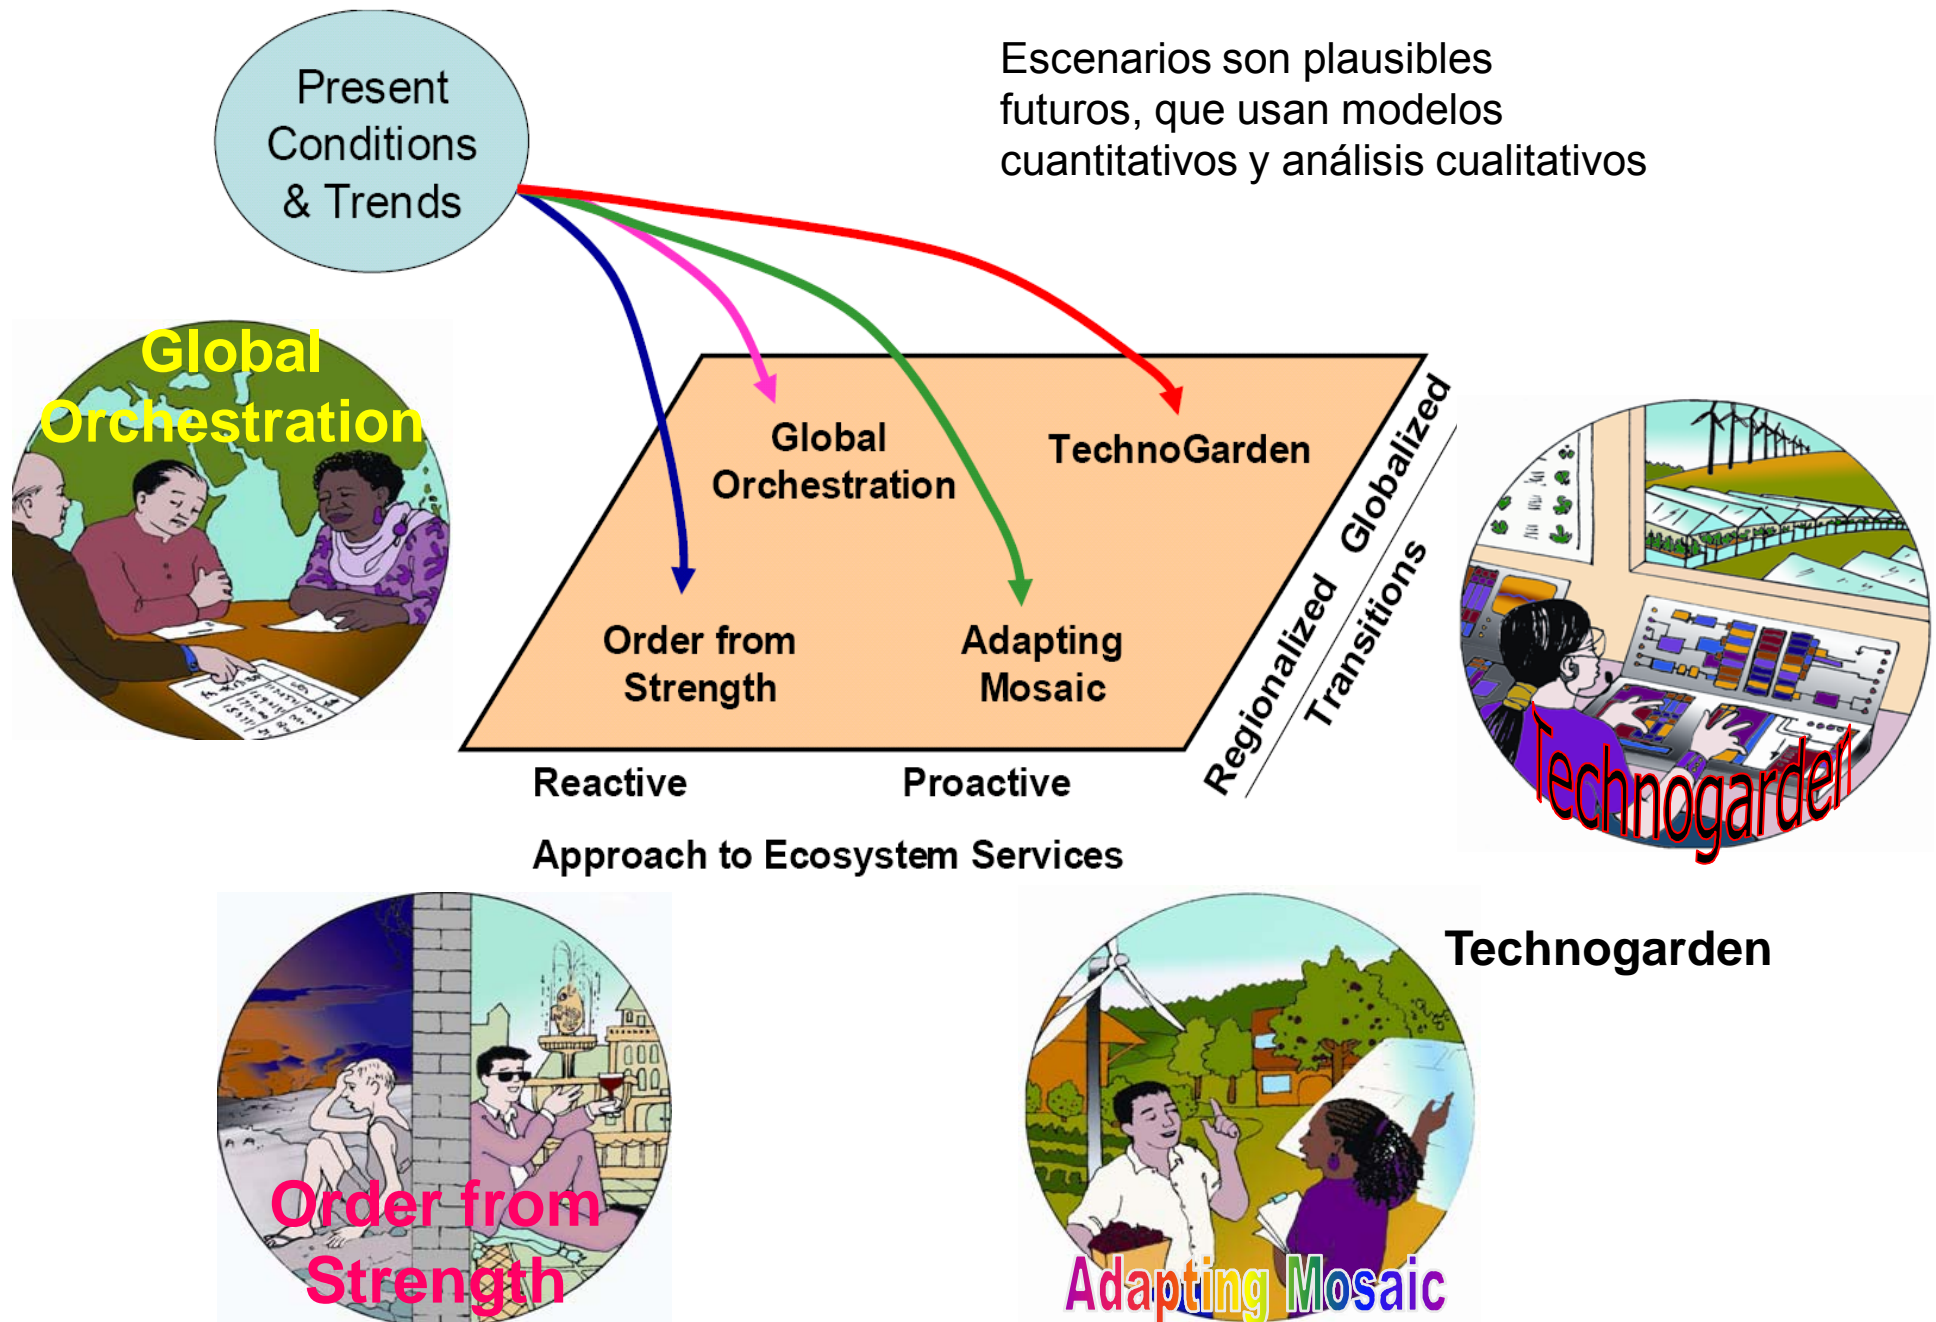 Present
Conditions
& Trends
Escenarios son plausibles
futuros, que usan modelos
cuantitativos y análisis cualitativos
Global
Orchestration
Global
Orchestration
TechnoGarden
Order from
Strength
Adapting
Mosaic
Regionalized Globalized
Transitions
Reactive
Proactive
Approach to Ecosystem Services
Technogarden
Technogarden
Order from
Strength
Adapting Mosaic